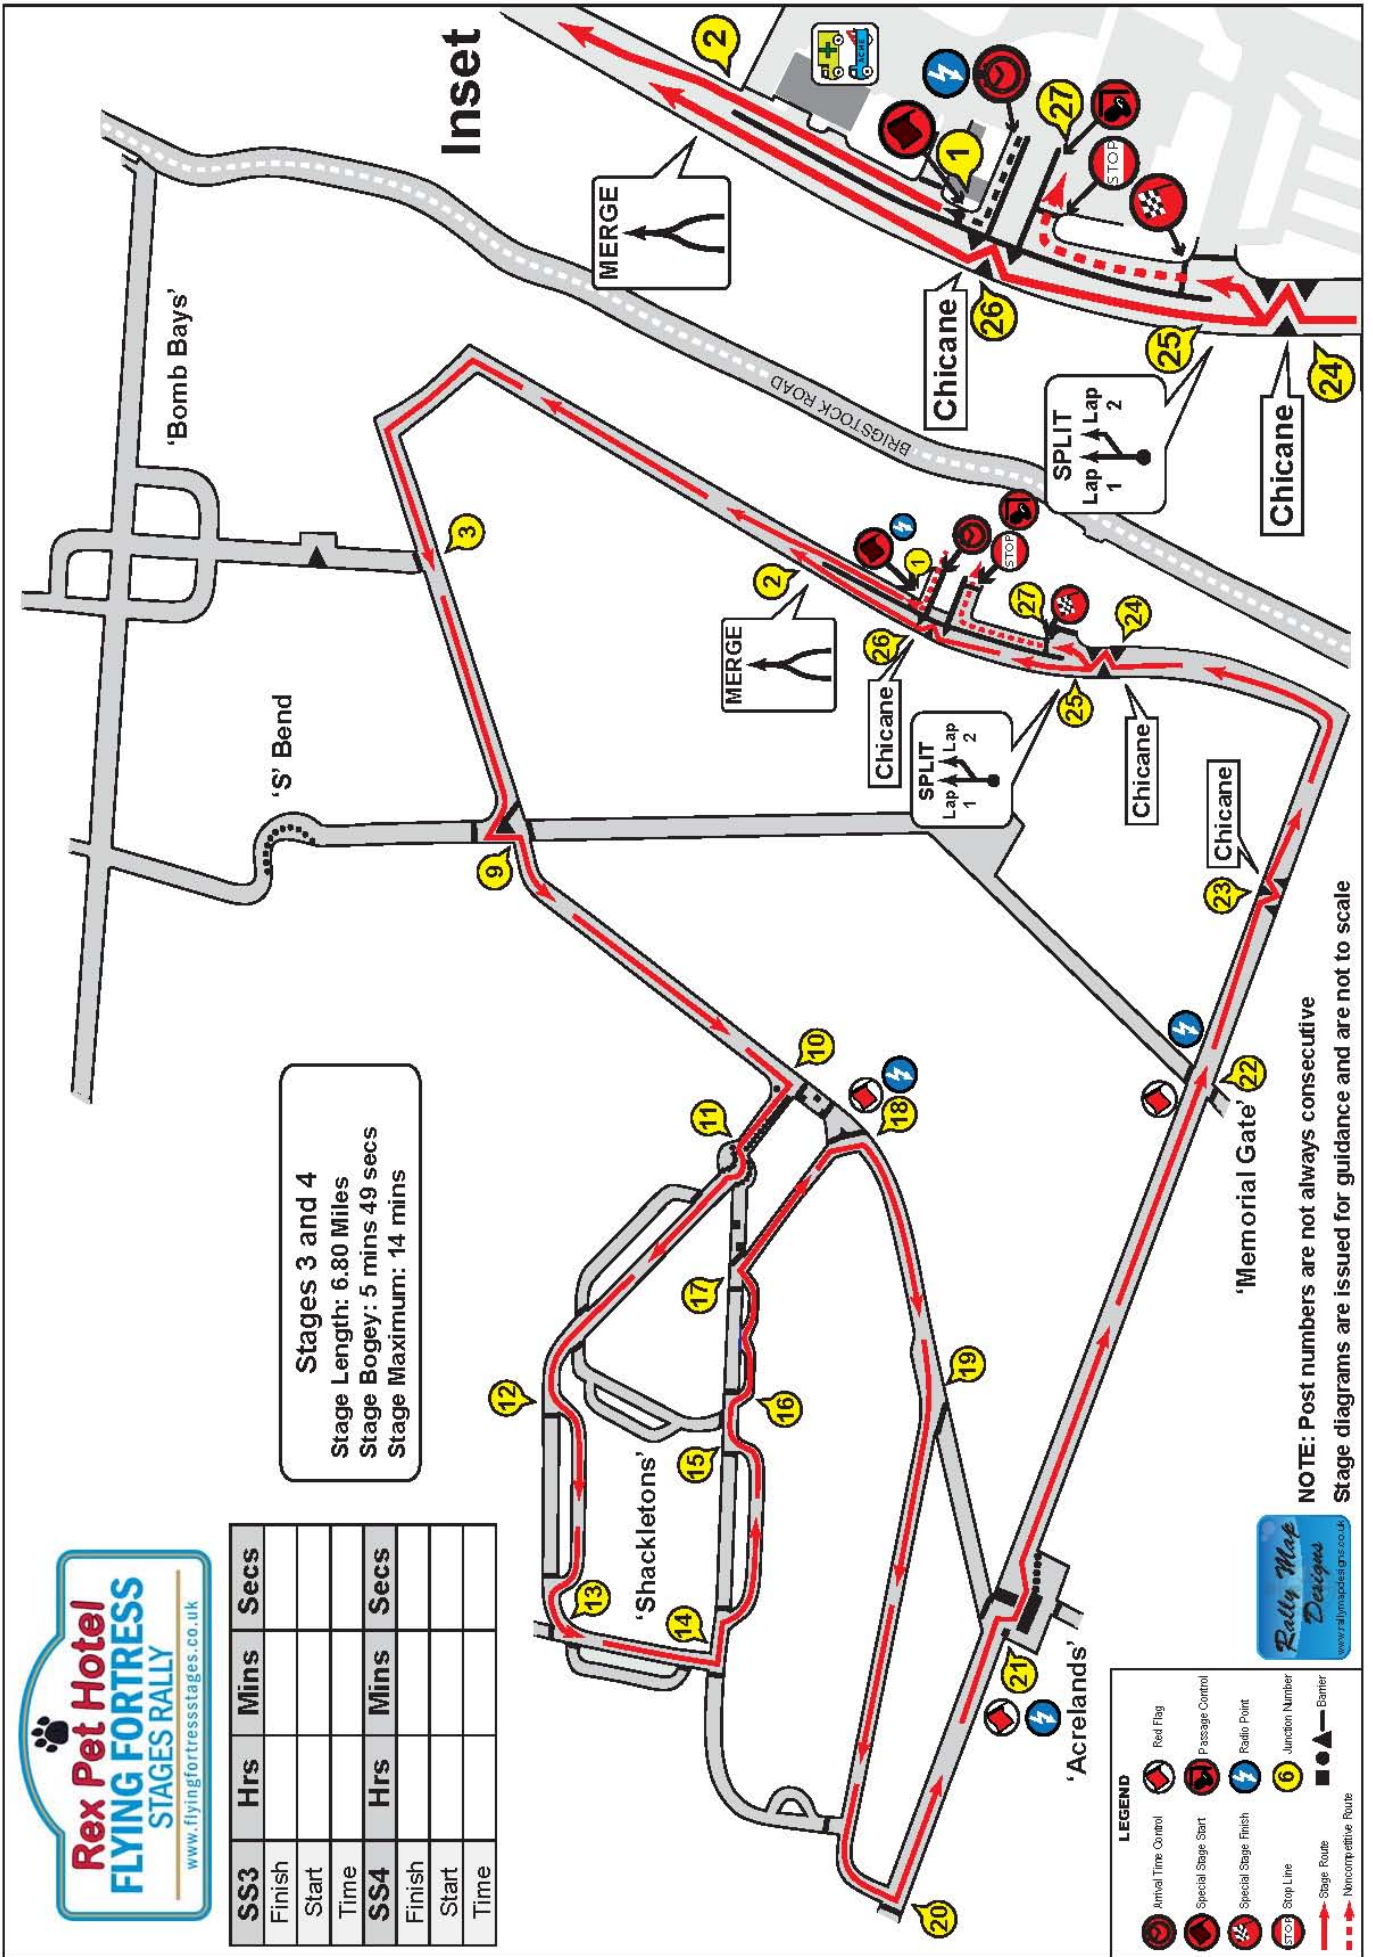 Rex Pet Hotel
FLYING FORTRESS
STAGES RALLY
www.flyingfortressstages.co.uk
SS3 Hrs Mins Secs
Finish
Start
Time
SS4 Hrs Mins Secs
Finish
Start
Time
Stages 3 and 4
Stage Length: 6.80 Miles
Stage Bogey: 5 mins 49 secs
Stage Maximum: 14 mins
'S' Bend
'Bomb Bays'
Inset
3
9
10
11
12
13
14
15
16
17
18
19
20
21
22
23
24
25
26
27
1
2
'Shackletons'
'Acrelands'
'Memorial Gate'
Chicane
Chicane
Chicane
SPLIT
Lap Lap
1 2
MERGE
STOP
BRIGSTOCK ROAD
MERGE
2
ACME
1
27
STOP
Chicane
26
25
SPLIT
Lap Lap
1 2
Chicane
24
LEGEND
Arrival Time Control
Red Flag
Special Stage Start
Passage Control
Special Stage Finish
Radio Point
STOP
Stop Line
6
Junction Number
Stage Route
Barrier
Noncompetitive Route
Rally Map
Designs
www.rallymapdesigns.co.uk
NOTE: Post numbers are not always consecutive
Stage diagrams are issued for guidance and are not to scale